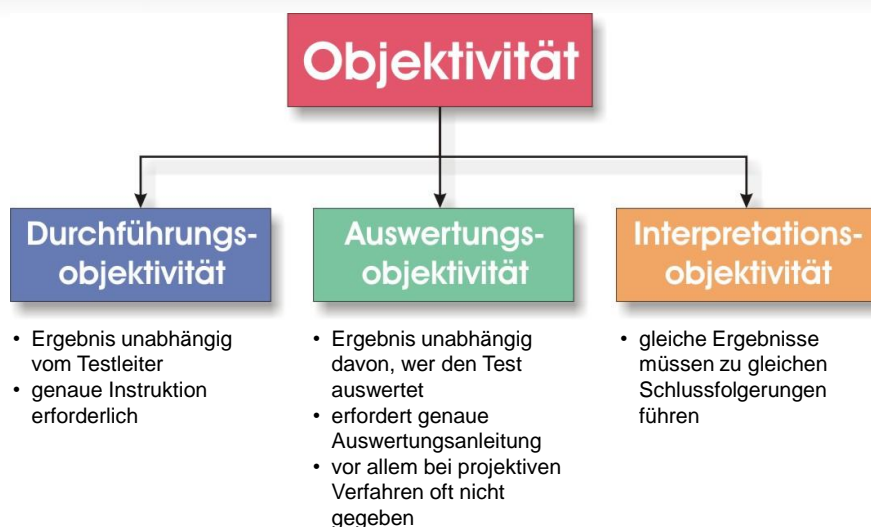 Objektivität
Durchführungs-
objektivität
• Ergebnis unabhängig
vom Testleiter
• genaue Instruktion
erforderlich
Auswertungs-
objektivität
• Ergebnis unabhängig
davon, wer den Test
auswertet
• erfordert genaue
Auswertungsanleitung
• vor allem bei projektiven
Verfahren oft nicht
gegeben
Interpretations-
objektivität
• gleiche Ergebnisse
müssen zu gleichen
Schlussfolgerungen
führen